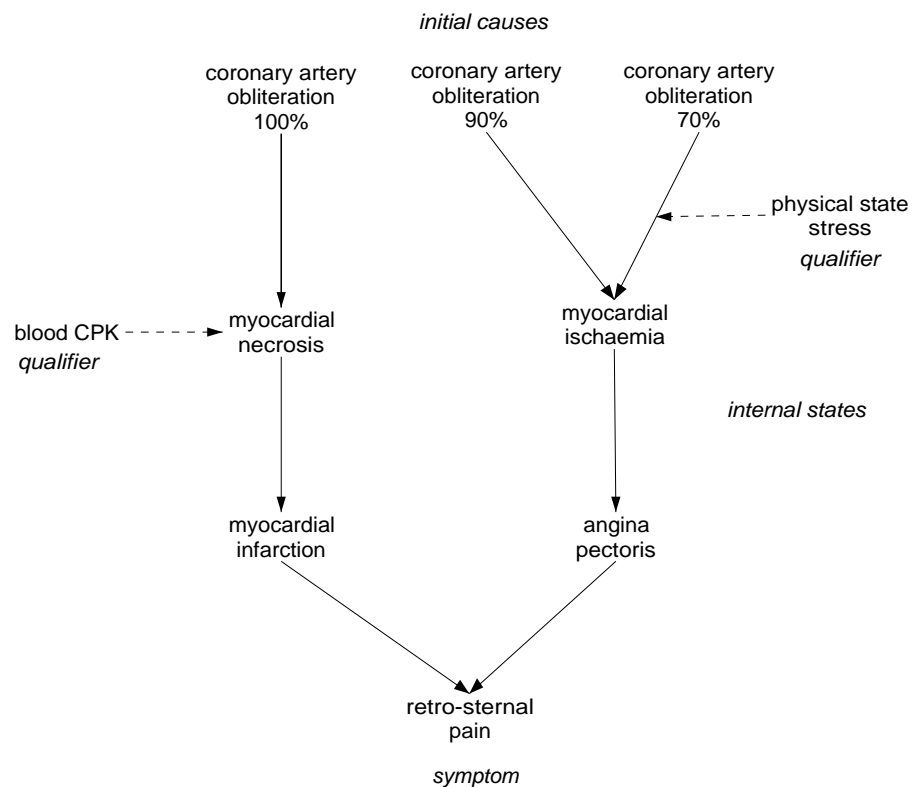 initial causes
coronary artery
obliteration
100%
coronary artery
obliteration
90%
coronary artery
obliteration
70%
physical state
stress
qualifier
blood CPK
qualifier
myocardial
necrosis
myocardial
ischaemia
internal states
myocardial
infarction
angina
pectoris
retro-sternal
pain
symptom